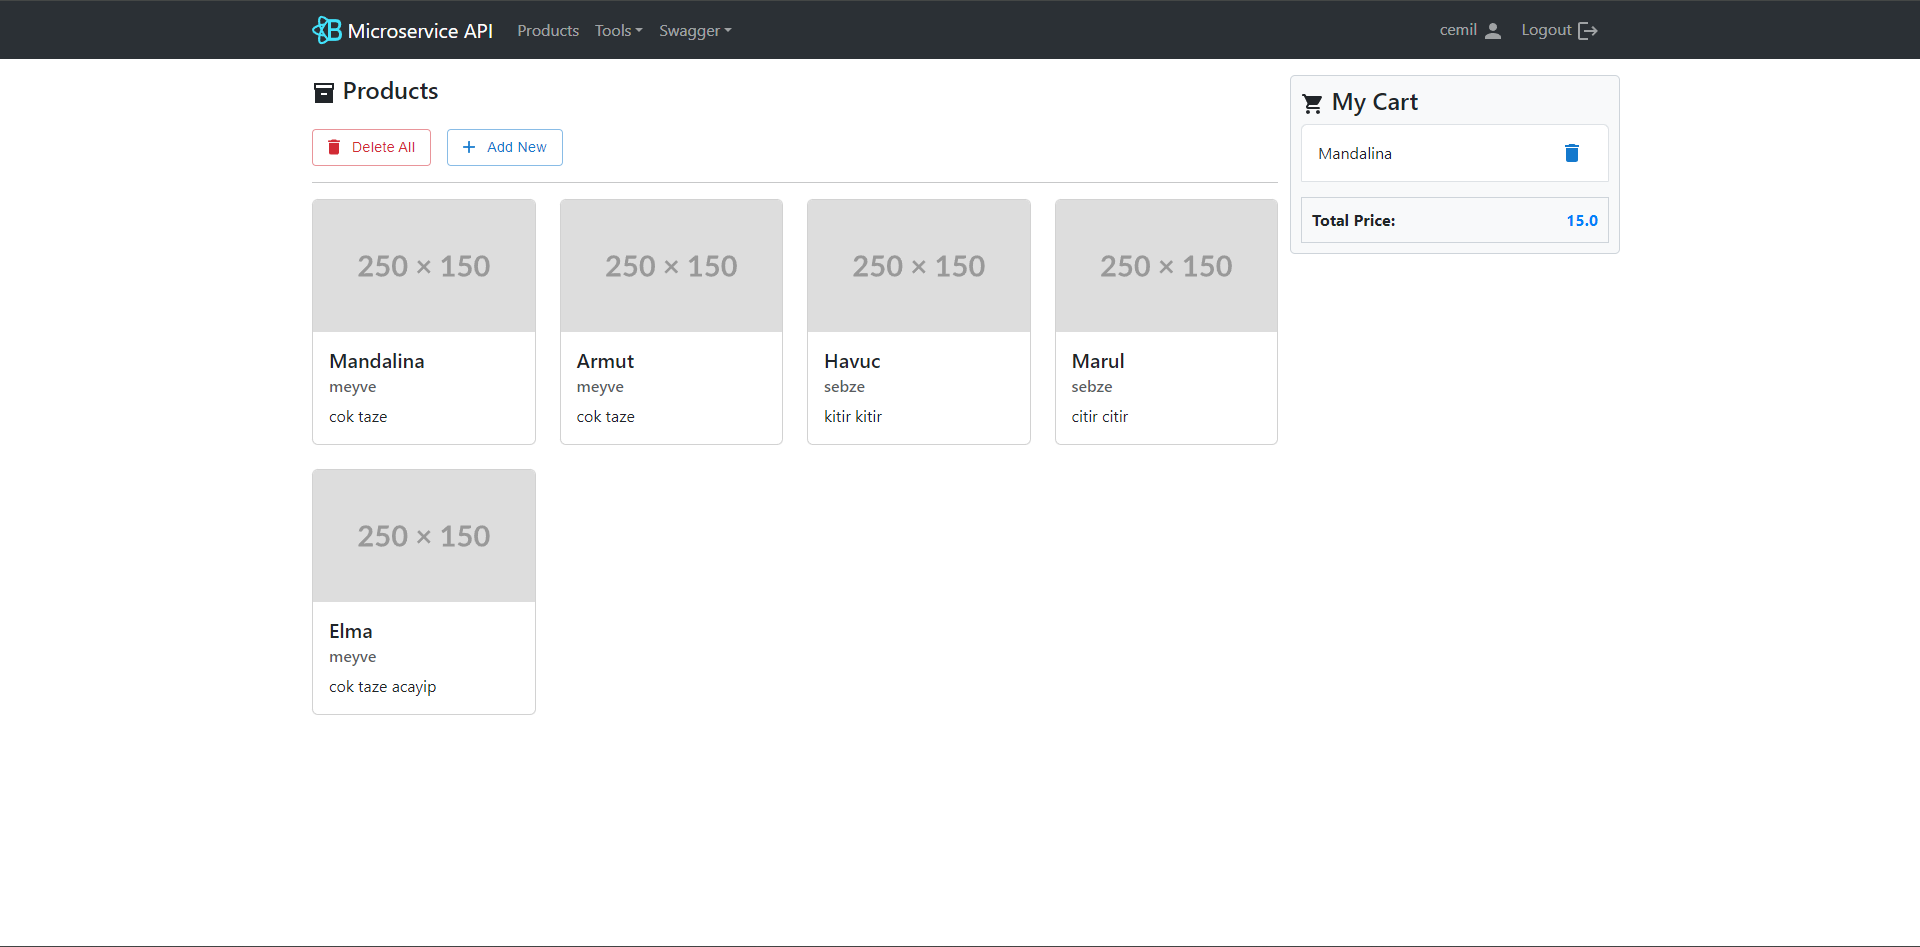 Microservice API Products Tools Swagger cemil Logout
Products
Delete All Add New
250 × 150 250 × 150 250 × 150 250 × 150
Mandalina Armut Havuc Marul
meyve meyve sebze sebze
cok taze cok taze kitir kitir citir citir
250 × 150
Elma
meyve
cok taze acayip
My Cart
Mandalina
Total Price: 15.0